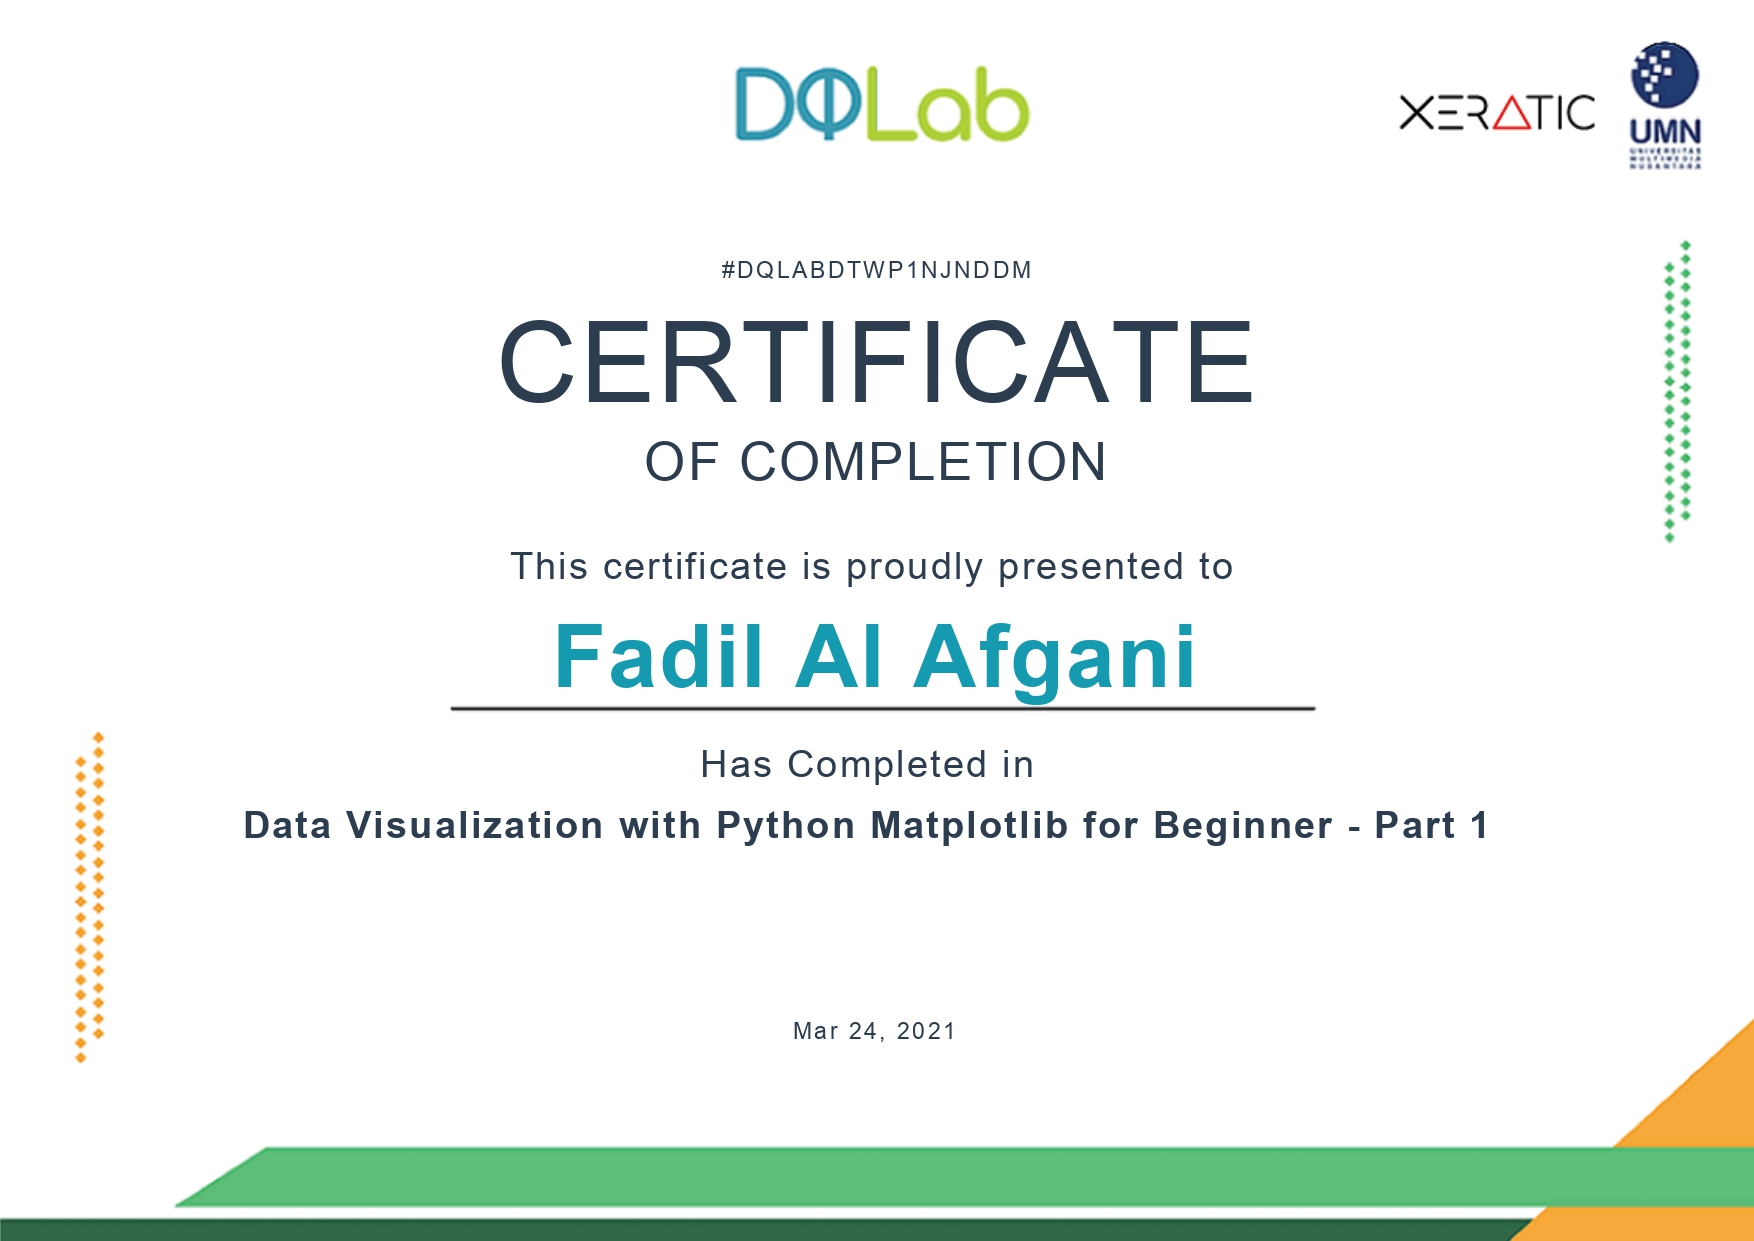 DQLab
XERATIC
UMN
UNIVERSITAS
MULTIMEDIA
NUSANTARA
#DQLABDTWP1NJNDDM
CERTIFICATE
OF COMPLETION
This certificate is proudly presented to
Fadil Al Afgani
Has Completed in
Data Visualization with Python Matplotlib for Beginner - Part 1
Mar 24, 2021